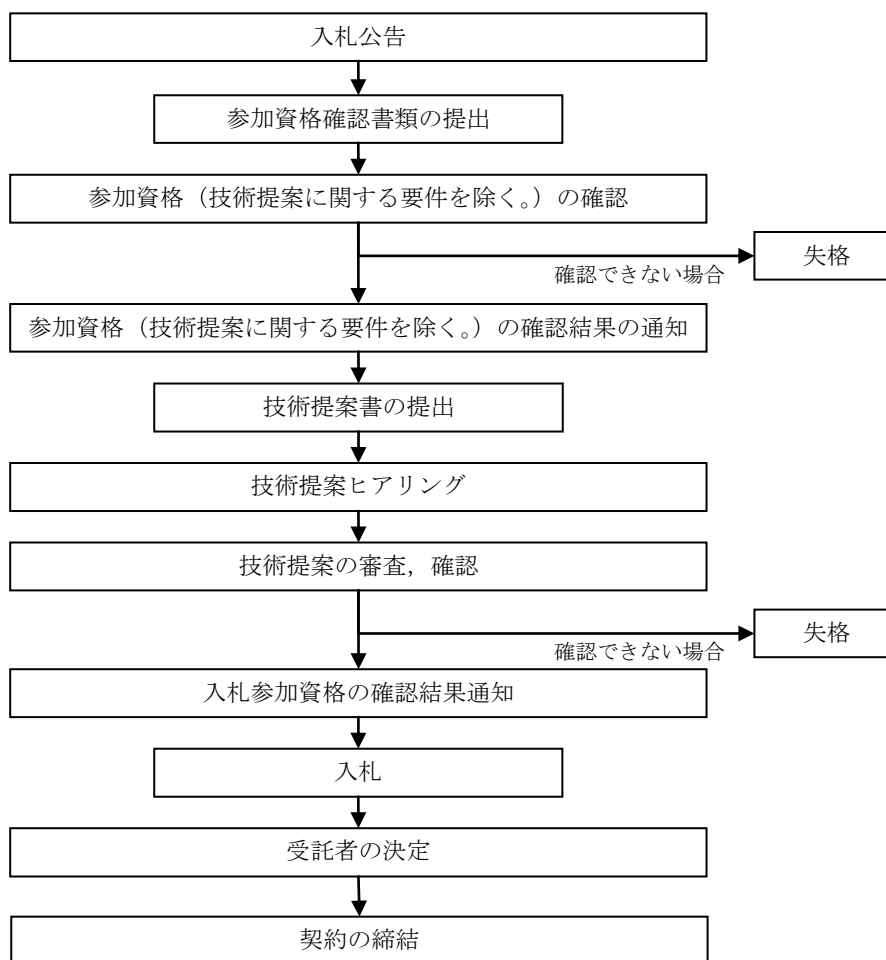 入札公告
参加資格確認書類の提出
参加資格（技術提案に関する要件を除く。）の確認
失格
確認できない場合
参加資格（技術提案に関する要件を除く。）の確認結果の通知
技術提案書の提出
技術提案ヒアリング
技術提案の審査，確認
失格
確認できない場合
入札参加資格の確認結果通知
入札
受託者の決定
契約の締結